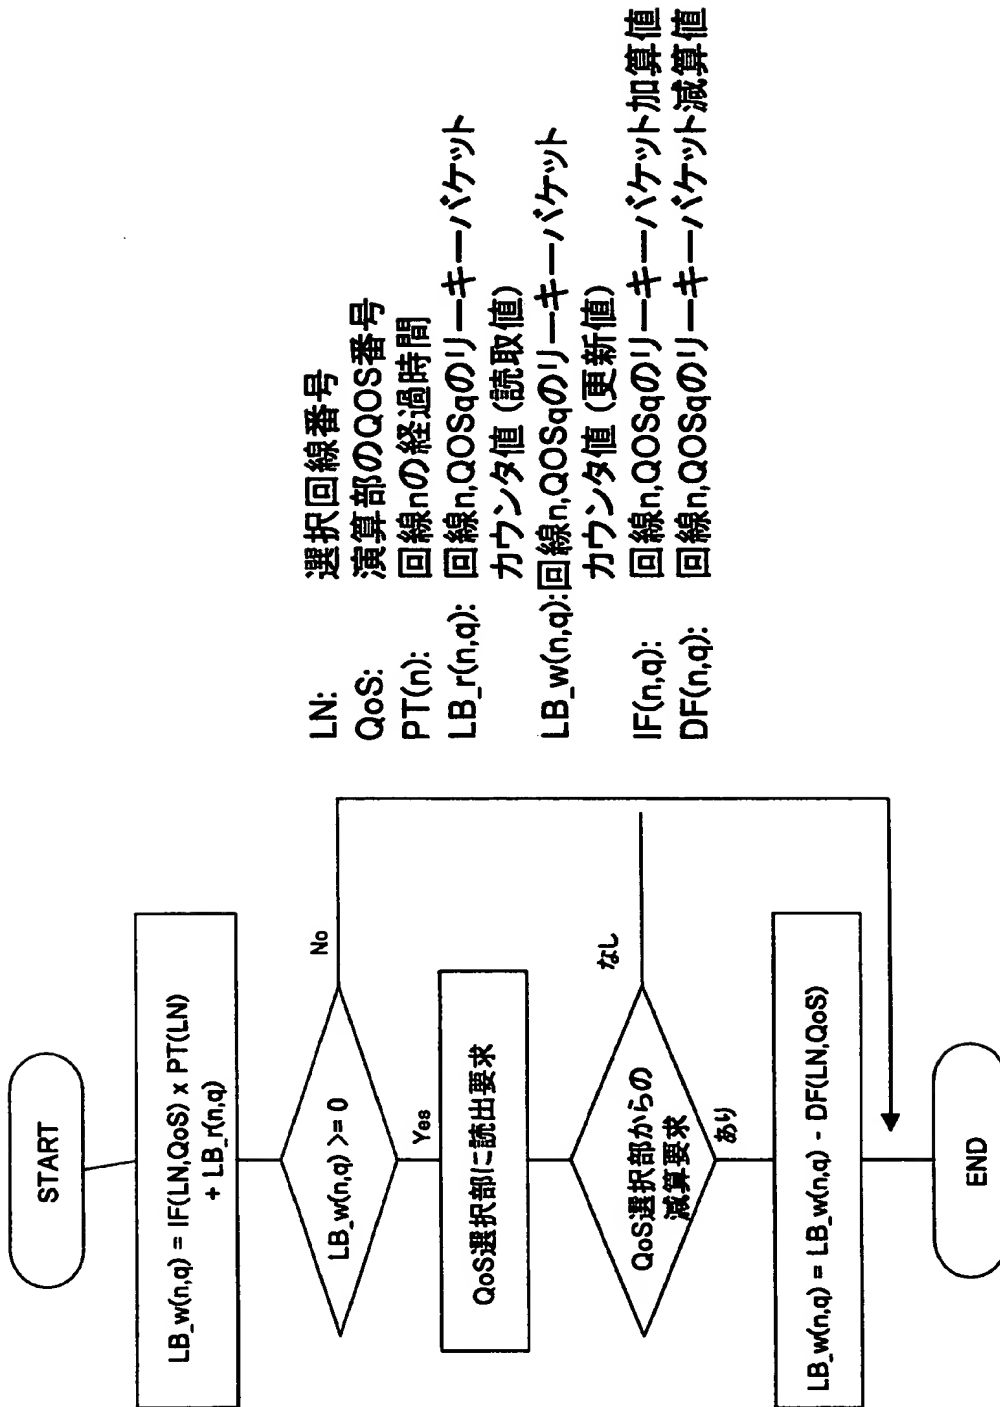 START
LB_w(n,q) = IF(LN,QoS) x PT(LN)
+ LB_r(n,q)
LB_w(n,q) >= 0
No
Yes
QoS選択部に読出要求
QoS選択部からの
減算要求
なし
あり
LB_w(n,q) = LB_w(n,q) - DF(LN,QoS)
END
LN: 選択回線番号
QoS: 演算部のQOS番号
PT(n): 回線nの経過時間
LB_r(n,q): 回線n,QOSqのリーキーバケット
カウンタ値 (読取値)
LB_w(n,q):回線n,QOSqのリーキーバケット
カウンタ値 (更新値)
IF(n,q): 回線n,QOSqのリーキーバケット加算値
DF(n,q): 回線n,QOSqのリーキーバケット減算値